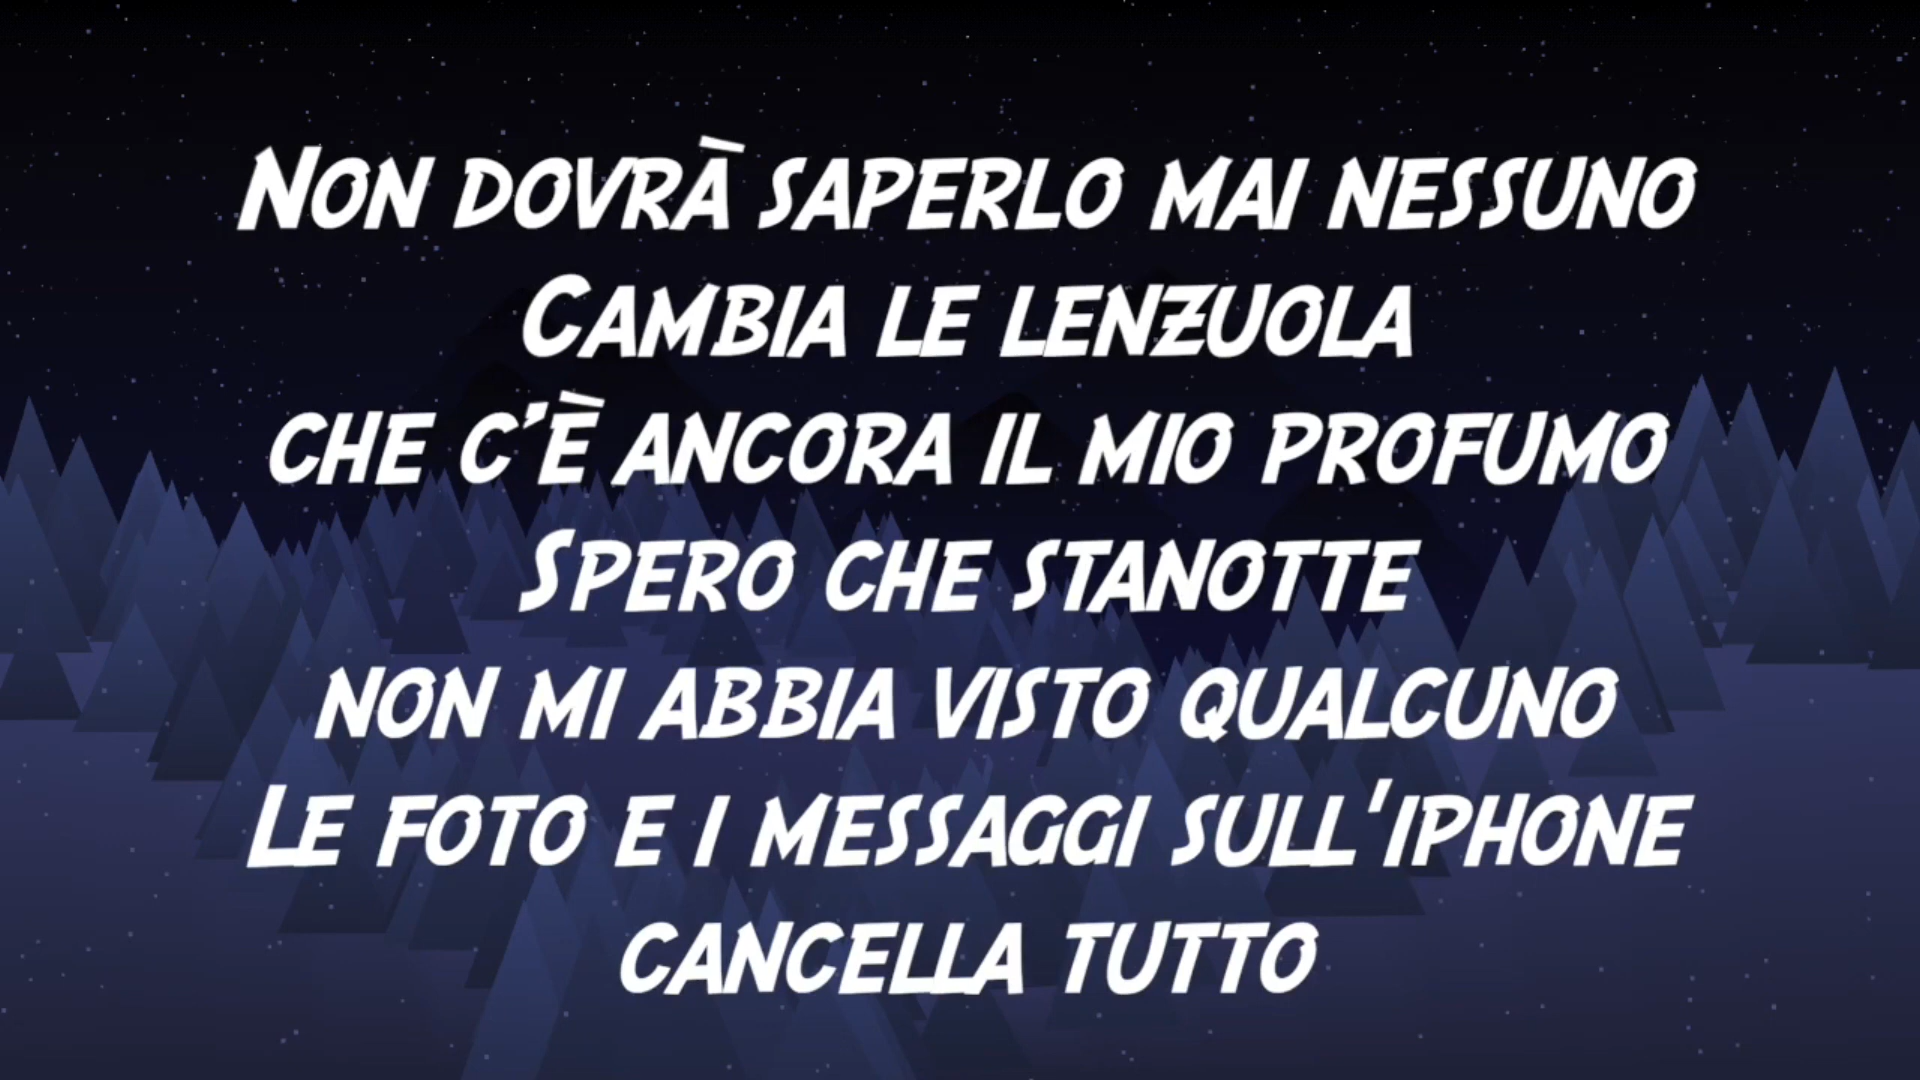 Non dovrà saperlo mai nessuno
Cambia le lenzuola
che c'è ancora il mio profumo
Spero che stanotte
non mi abbia visto qualcuno
Le foto e i messaggi sull'iphone
cancella tutto